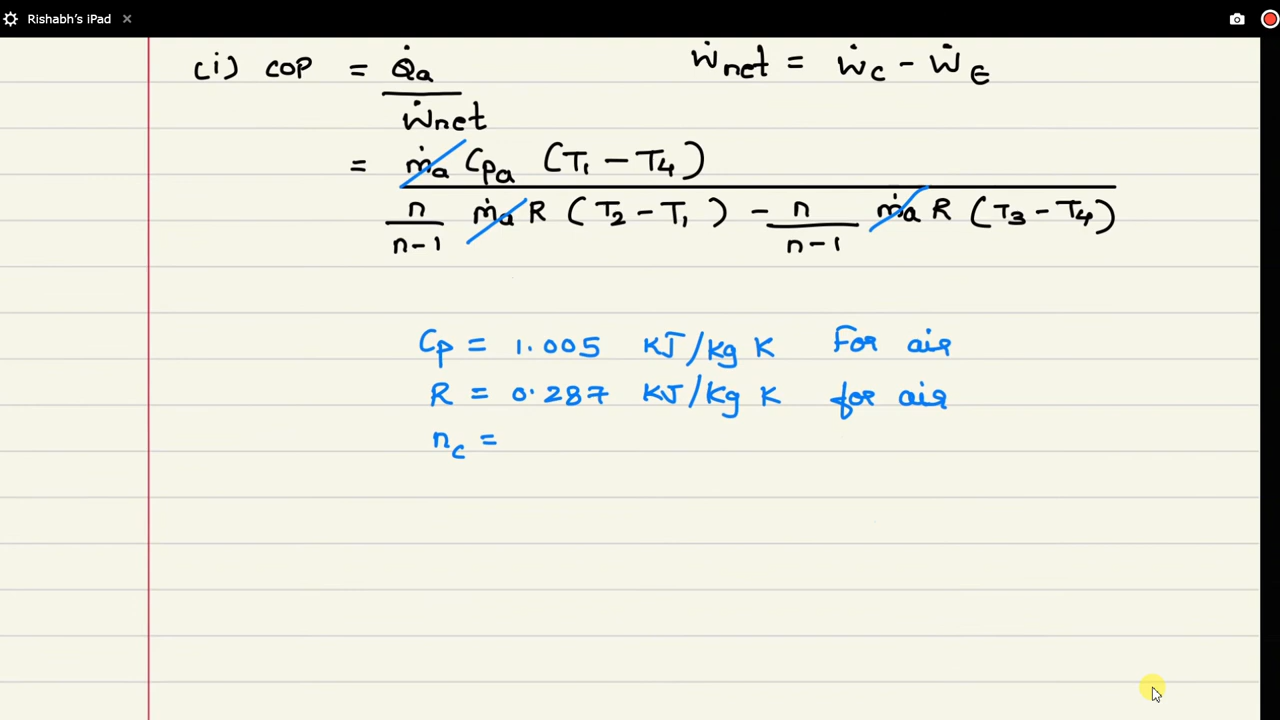 Rishabh's iPad ×
(i) COP = Q̇a / Ẇnet    Ẇnet = ẆC - ẆE
= ṁa Cpa (T1 - T4) / n/n-1 ṁa R (T2 - T1) - n/n-1 ṁa R (T3 - T4)
Cp = 1.005 KJ/Kg K For air
R = 0.287 KJ/Kg K for air
nc =